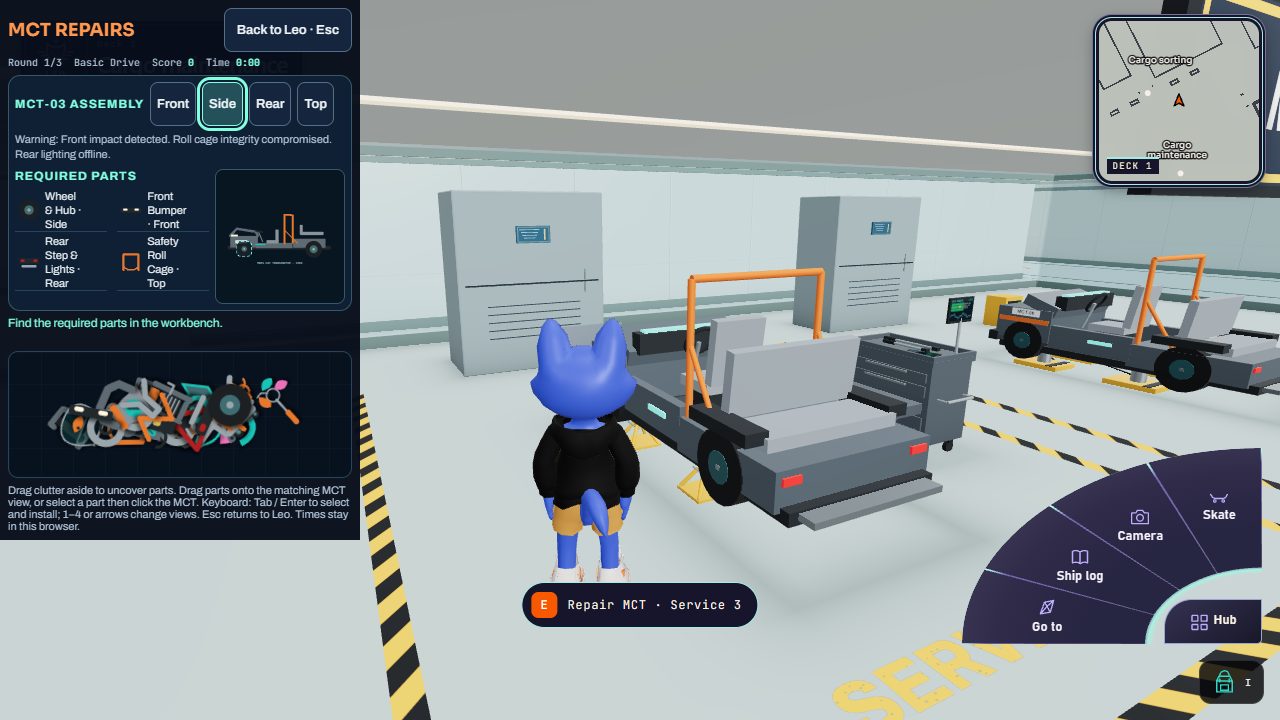 MCT REPAIRS
Back to Leo · Esc
Round 1/3 Basic Drive Score 0 Time 0:00
MCT-03 ASSEMBLY
Front
Side
Rear
Top
Warning: Front impact detected. Roll cage integrity compromised.
Rear lighting offline.
REQUIRED PARTS
Wheel
& Hub ·
Side
Front
Bumper
· Front
Rear
Step &
Lights ·
Rear
Safety
Roll
Cage ·
Top
Find the required parts in the workbench.
Drag clutter aside to uncover parts. Drag parts onto the matching MCT
view, or select a part then click the MCT. Keyboard: Tab / Enter to select
and install; 1–4 or arrows change views. Esc returns to Leo. Times stay
in this browser.
Cargo sorting
Cargo
maintenance
DECK 1
E Repair MCT · Service 3
SERV
Skate
Camera
Ship log
Go to
Hub
I